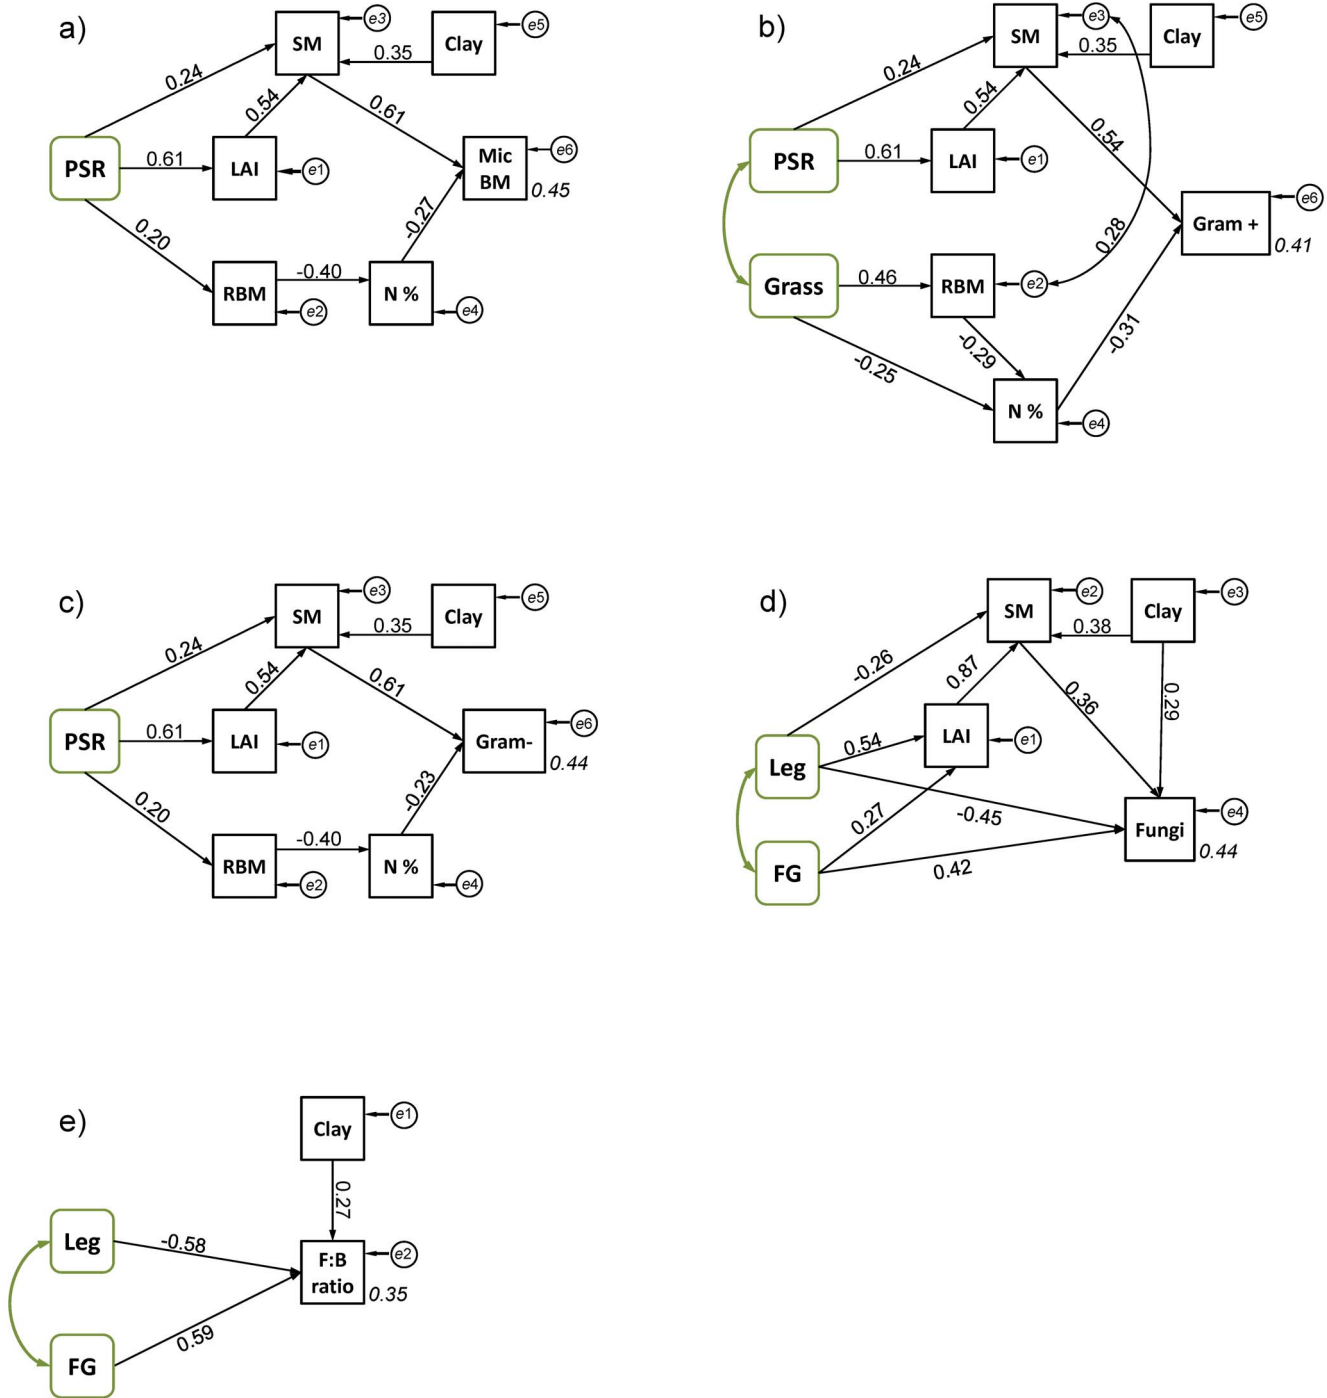 a)
SM
e3
Clay
e5
0.24
0.35
0.54
0.61
PSR
0.61
LAI
e1
Mic
BM
e6
0.45
0.20
-0.27
RBM
-0.40
N %
e2
e4
b)
SM
e3
Clay
e5
0.24
0.35
0.54
0.54
PSR
0.61
LAI
e1
Gram +
e6
0.41
0.28
Grass
0.46
RBM
e2
-0.25
-0.29
-0.31
N %
e4
c)
SM
e3
Clay
e5
0.24
0.35
0.54
0.61
PSR
0.61
LAI
e1
Gram-
e6
0.44
0.20
-0.23
RBM
-0.40
N %
e2
e4
d)
SM
e2
Clay
e3
-0.26
0.38
0.87
0.36
0.29
Leg
0.54
LAI
e1
0.27
-0.45
Fungi
e4
0.44
FG
0.42
e)
Clay
e1
0.27
Leg
-0.58
F:B
ratio
e2
0.35
0.59
FG